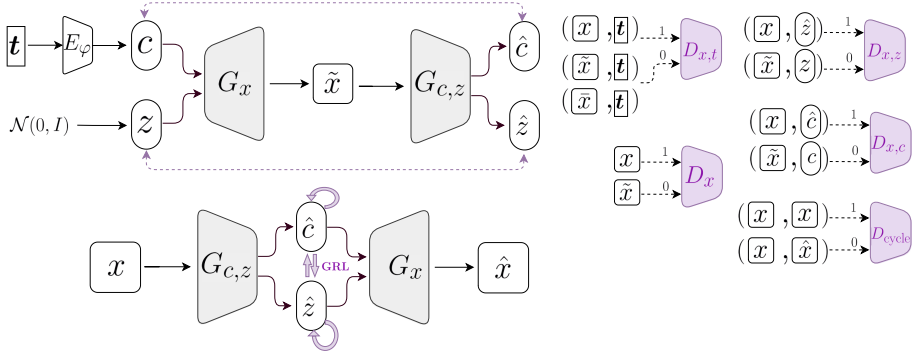 t E_φ c G_x x̃ G_{c,z} ĉ
𝒩(0, I) z ẑ
x G_{c,z} ĉ GRL ẑ G_x x̂
(x , t) 1 D_{x,t}
(x̃ , t) 0
(x̄ , t)
x 1 D_x
x̃ 0
(x , ẑ) 1 D_{x,z}
(x̃ , z) 0
(x , ĉ) 1 D_{x,c}
(x̃ , c) 0
(x , x) 1 D_cycle
(x , x̂) 0